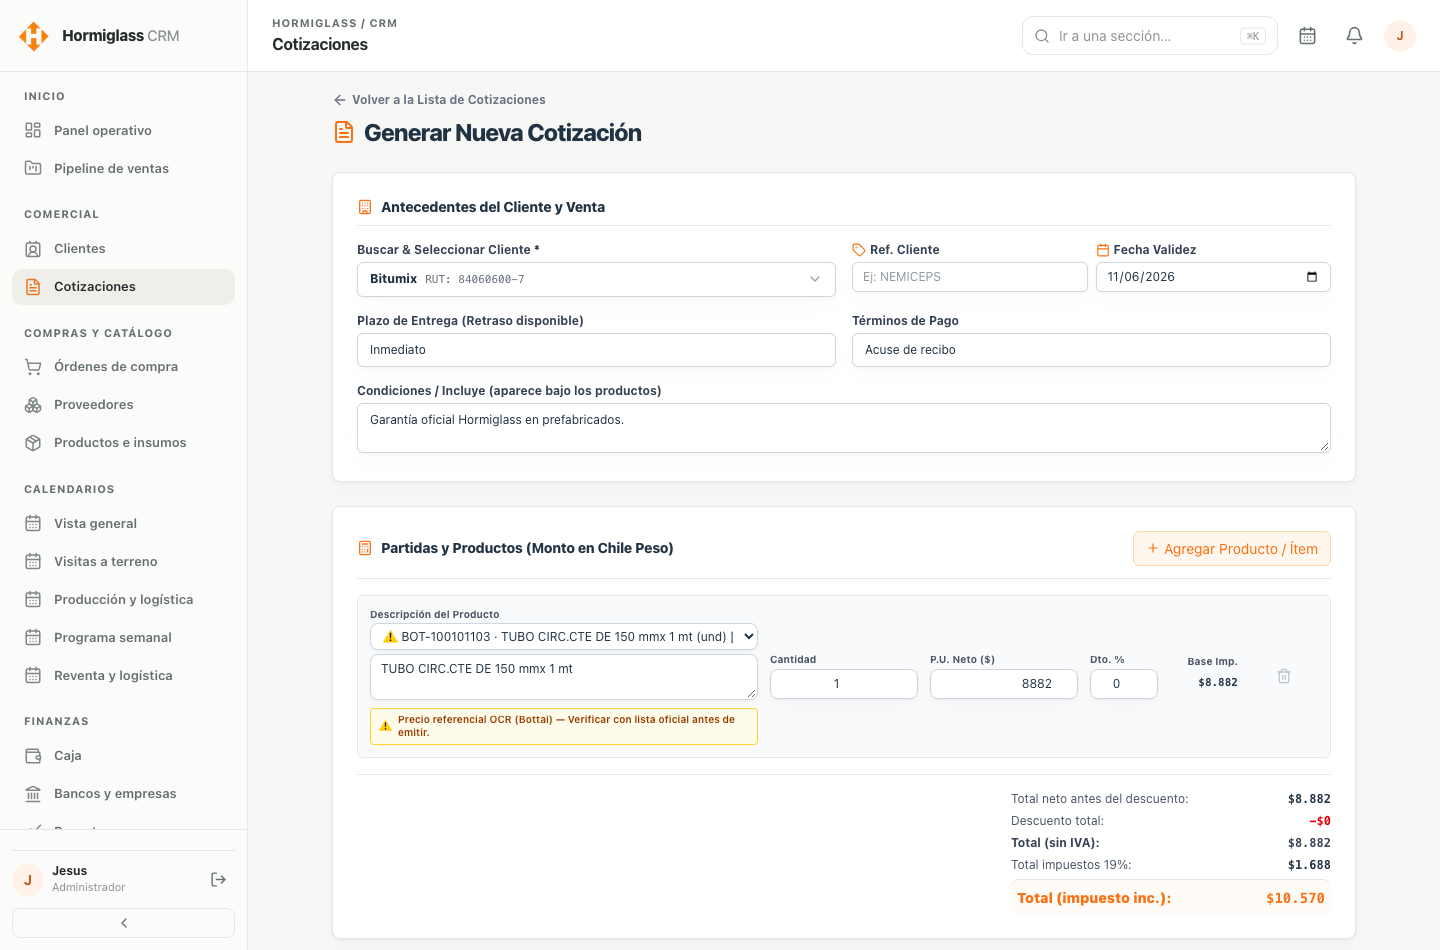 Hormiglass CRM
HORMIGLASS / CRM
Cotizaciones
Ir a una sección...
⌘K
J
INICIO
Panel operativo
Pipeline de ventas
COMERCIAL
Clientes
Cotizaciones
COMPRAS Y CATÁLOGO
Órdenes de compra
Proveedores
Productos e insumos
CALENDARIOS
Vista general
Visitas a terreno
Producción y logística
Programa semanal
Reventa y logística
FINANZAS
Caja
Bancos y empresas
J
Jesus
Administrador
Volver a la Lista de Cotizaciones
Generar Nueva Cotización
Antecedentes del Cliente y Venta
Buscar & Seleccionar Cliente *
Bitumix RUT: 84060600-7
Ref. Cliente
Ej: NEMICEPS
Fecha Validez
11/06/2026
Plazo de Entrega (Retraso disponible)
Inmediato
Términos de Pago
Acuse de recibo
Condiciones / Incluye (aparece bajo los productos)
Garantía oficial Hormiglass en prefabricados.
Partidas y Productos (Monto en Chile Peso)
+ Agregar Producto / Ítem
Descripción del Producto
⚠️ BOT-100101103 · TUBO CIRC.CTE DE 150 mmx 1 mt (und) |
TUBO CIRC.CTE DE 150 mmx 1 mt
⚠️ Precio referencial OCR (Bottai) — Verificar con lista oficial antes de
emitir.
Cantidad
1
P.U. Neto ($)
8882
Dto. %
0
Base Imp.
$8.882
Total neto antes del descuento: $8.882
Descuento total: -$0
Total (sin IVA): $8.882
Total impuestos 19%: $1.688
Total (impuesto inc.): $10.570